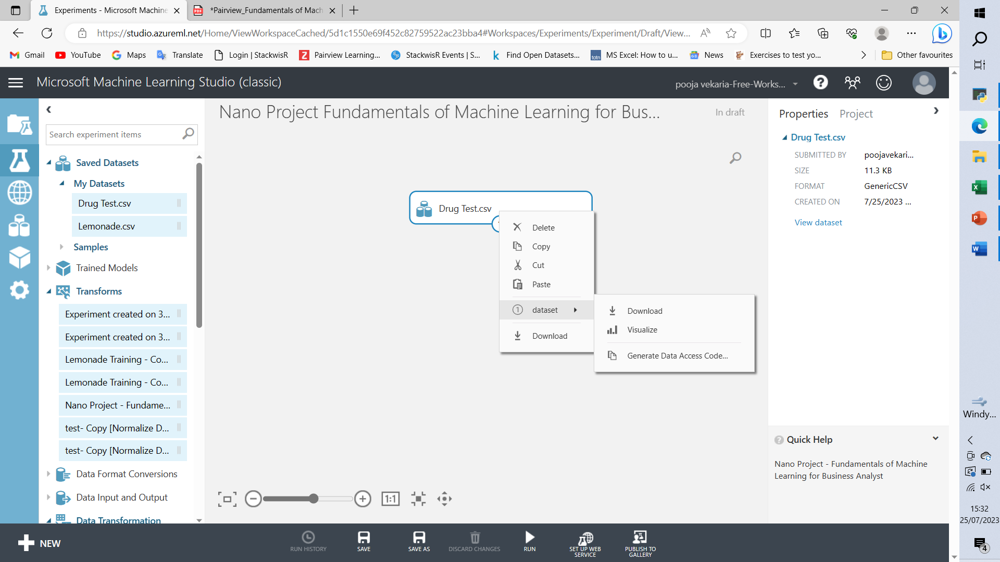 Experiments - Microsoft Machine
*Pairview_Fundamentals of Mach
https://studio.azureml.net/Home/ViewWorkspaceCached/5d1c1550e69f452c82759522ac23bba4#Workspaces/Experiments/Experiment/Draft/View...
Gmail YouTube Maps Translate Login | StackwisR Pairview Learning... StackwisR Events | S... Find Open Datasets... MS Excel: How to u... News Exercises to test yo... Other favourites
Microsoft Machine Learning Studio (classic)
pooja vekaria-Free-Works...
Search experiment items
Saved Datasets
My Datasets
Drug Test.csv
Lemonade.csv
Samples
Trained Models
Transforms
Experiment created on 3...
Experiment created on 3...
Lemonade Training - Co...
Lemonade Training - Co...
Nano Project - Fundame...
test- Copy [Normalize D...
test- Copy [Normalize D...
Data Format Conversions
Data Input and Output
Data Transformation
Nano Project Fundamentals of Machine Learning for Bus...
In draft
Drug Test.csv
Delete
Copy
Cut
Paste
1 dataset
Download
Download
Visualize
Generate Data Access Code...
1:1
Properties Project
Drug Test.csv
SUBMITTED BY poojavekari...
SIZE 11.3 KB
FORMAT GenericCSV
CREATED ON 7/25/2023 ...
View dataset
Quick Help
Nano Project - Fundamentals of Machine
Learning for Business Analyst
NEW
RUN HISTORY
SAVE
SAVE AS
DISCARD CHANGES
RUN
SET UP WEB
SERVICE
PUBLISH TO
GALLERY
Windy...
15:32
25/07/2023
4